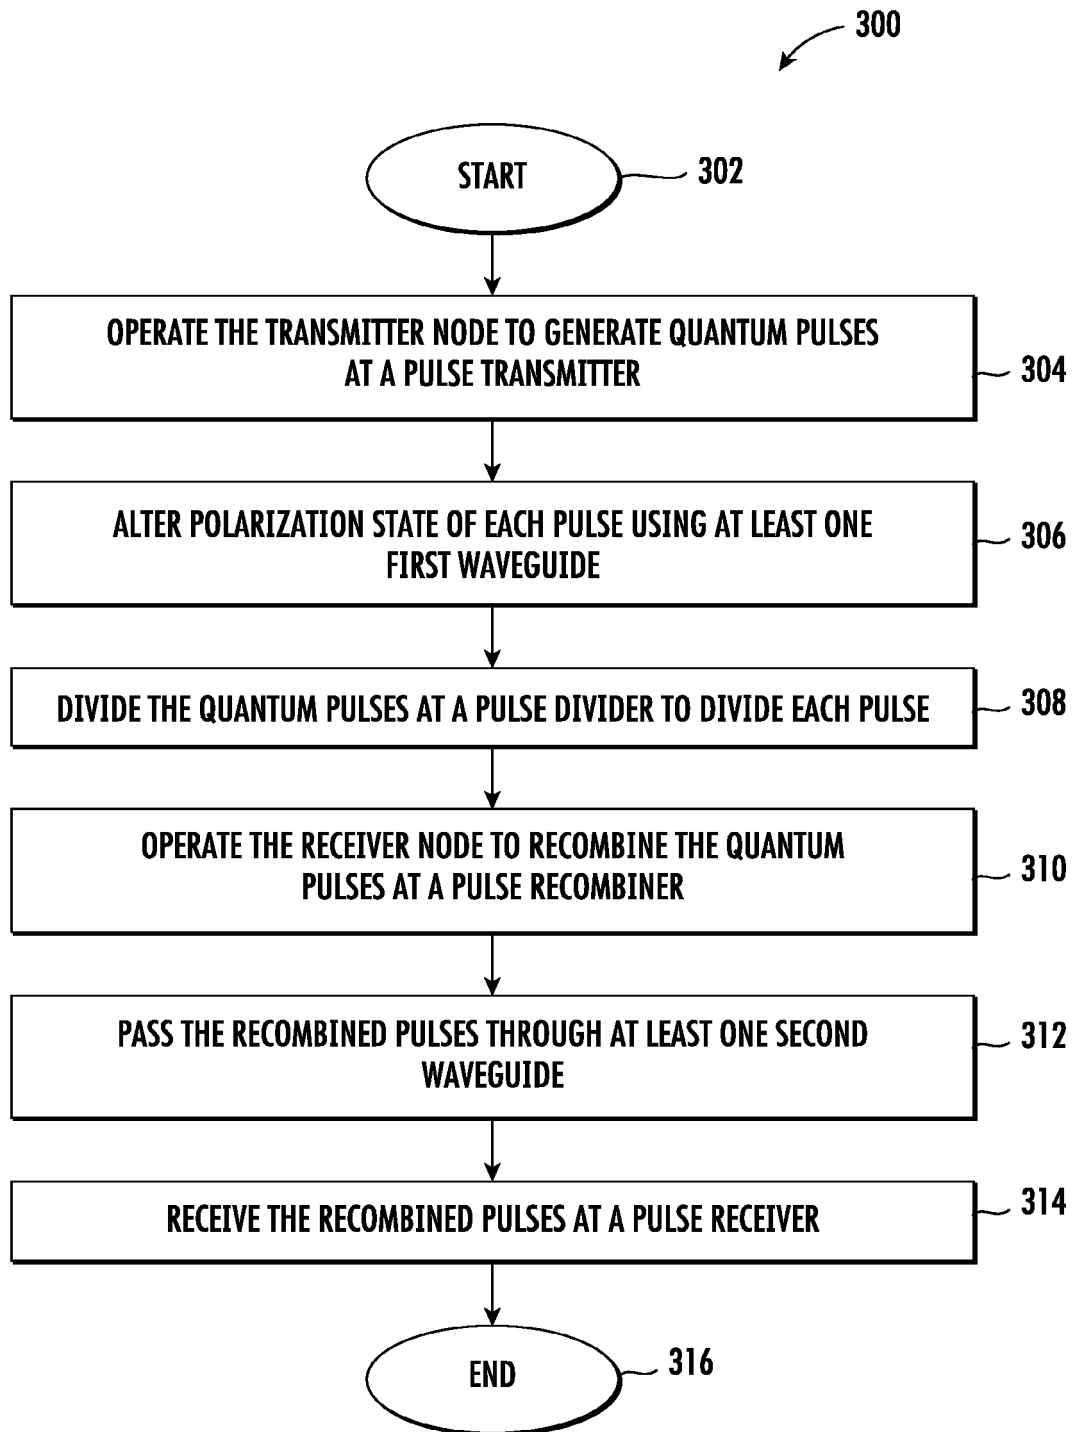 300
START
302
OPERATE THE TRANSMITTER NODE TO GENERATE QUANTUM PULSES
AT A PULSE TRANSMITTER
304
ALTER POLARIZATION STATE OF EACH PULSE USING AT LEAST ONE
FIRST WAVEGUIDE
306
DIVIDE THE QUANTUM PULSES AT A PULSE DIVIDER TO DIVIDE EACH PULSE
308
OPERATE THE RECEIVER NODE TO RECOMBINE THE QUANTUM
PULSES AT A PULSE RECOMBINER
310
PASS THE RECOMBINED PULSES THROUGH AT LEAST ONE SECOND
WAVEGUIDE
312
RECEIVE THE RECOMBINED PULSES AT A PULSE RECEIVER
314
END
316